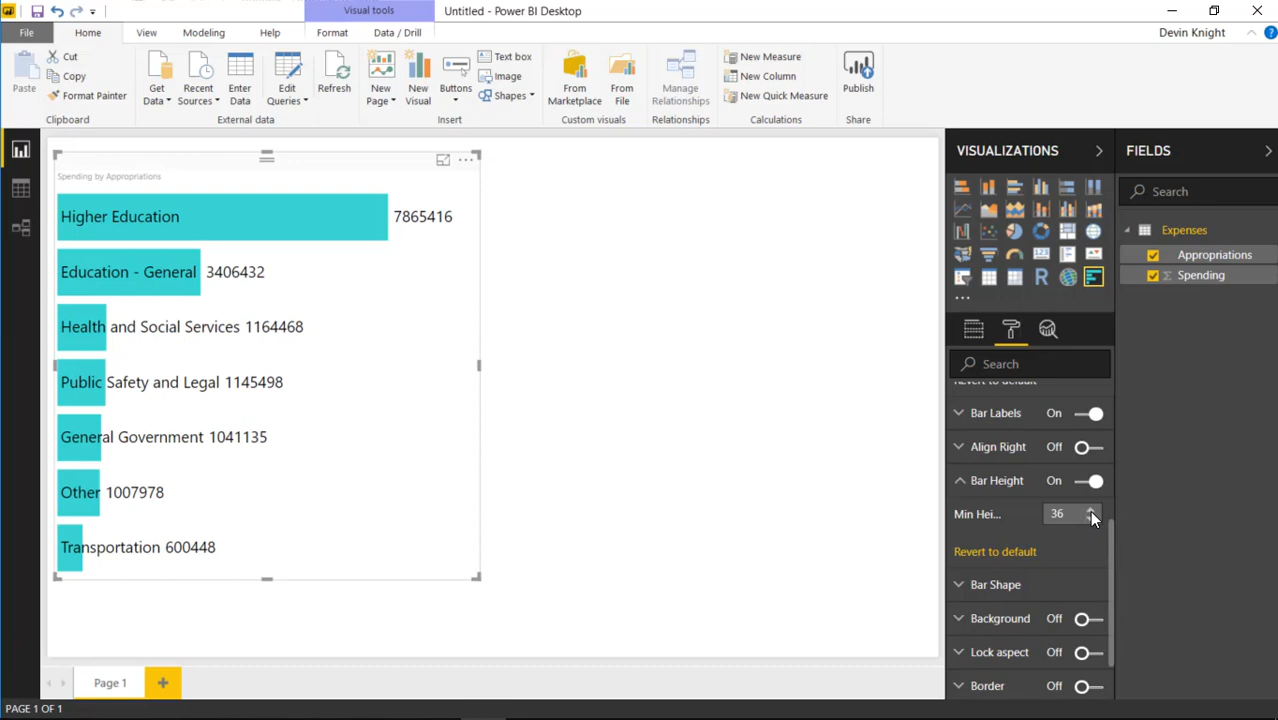 Visual tools
Untitled - Power BI Desktop
File
Home
View
Modeling
Help
Format
Data / Drill
Devin Knight
?
Paste
Cut
Copy
Format Painter
Clipboard
Get Data
Recent Sources
Enter Data
Edit Queries
Refresh
External data
New Page
New Visual
Buttons
Text box
Image
Shapes
Insert
From Marketplace
From File
Custom visuals
Manage Relationships
Relationships
New Measure
New Column
New Quick Measure
Calculations
Publish
Share
Spending by Appropriations
Higher Education 7865416
Education - General 3406432
Health and Social Services 1164468
Public Safety and Legal 1145498
General Government 1041135
Other 1007978
Transportation 600448
VISUALIZATIONS
R
Search
Revert to default
Bar Labels On
Align Right Off
Bar Height On
Min Hei... 36
Revert to default
Bar Shape
Background Off
Lock aspect Off
Border Off
FIELDS
Search
Expenses
Appropriations
Σ Spending
Page 1
PAGE 1 OF 1